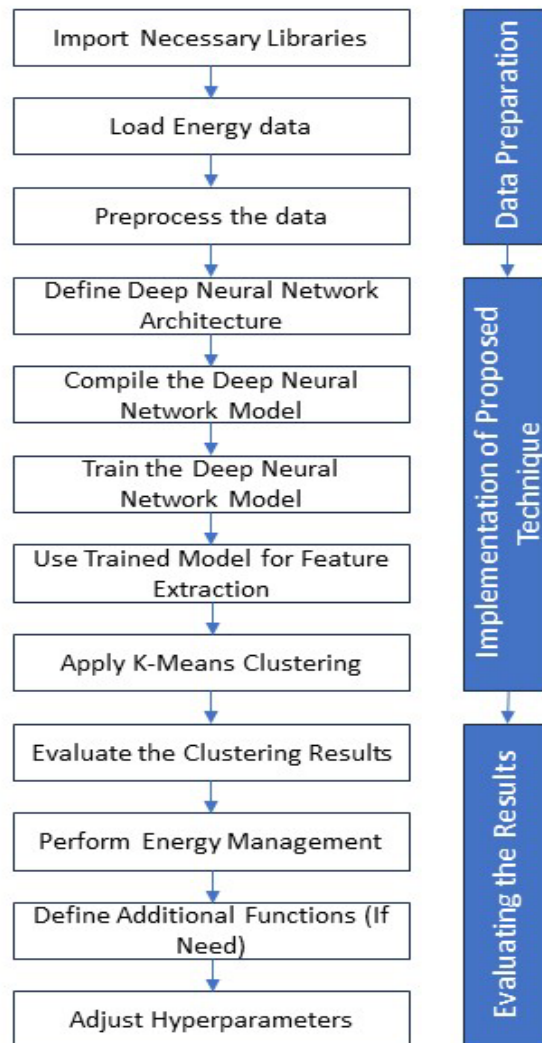 Import Necessary Libraries
Load Energy data
Preprocess the data
Define Deep Neural Network
Architecture
Compile the Deep Neural
Network Model
Train the Deep Neural
Network Model
Use Trained Model for Feature
Extraction
Apply K-Means Clustering
Evaluate the Clustering Results
Perform Energy Management
Define Additional Functions (If
Need)
Adjust Hyperparameters
Data Preparation
Implementation of Proposed
Technique
Evaluating the Results